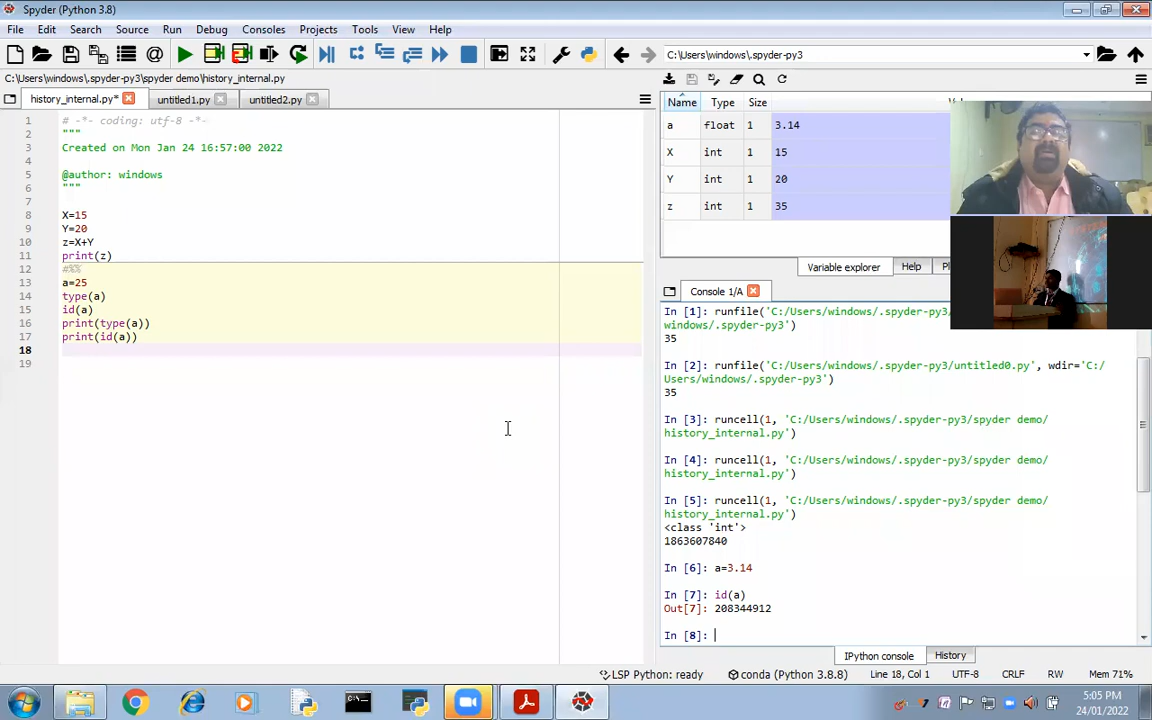 Spyder (Python 3.8)
File Edit Search Source Run Debug Consoles Projects Tools View Help
C:\Users\windows\.spyder-py3
C:\Users\windows\.spyder-py3\spyder demo\history_internal.py
history_internal.py* untitled1.py untitled2.py
1 # -*- coding: utf-8 -*-
2 """
3 Created on Mon Jan 24 16:57:00 2022
4
5 @author: windows
6 """
7
8 X=15
9 Y=20
10 z=X+Y
11 print(z)
12 #%%
13 a=25
14 type(a)
15 id(a)
16 print(type(a))
17 print(id(a))
18
19
Name Type Size
a float 1 3.14
X int 1 15
Y int 1 20
z int 1 35
Variable explorer Help Pl
Console 1/A
In [1]: runfile('C:/Users/windows/.spyder-py3/
windows/.spyder-py3')
35
In [2]: runfile('C:/Users/windows/.spyder-py3/untitled0.py', wdir='C:/
Users/windows/.spyder-py3')
35
In [3]: runcell(1, 'C:/Users/windows/.spyder-py3/spyder demo/
history_internal.py')
In [4]: runcell(1, 'C:/Users/windows/.spyder-py3/spyder demo/
history_internal.py')
In [5]: runcell(1, 'C:/Users/windows/.spyder-py3/spyder demo/
history_internal.py')
<class 'int'>
1863607840
In [6]: a=3.14
In [7]: id(a)
Out[7]: 208344912
In [8]:
IPython console History
LSP Python: ready conda (Python 3.8.8) Line 18, Col 1 UTF-8 CRLF RW Mem 71%
5:05 PM
24/01/2022